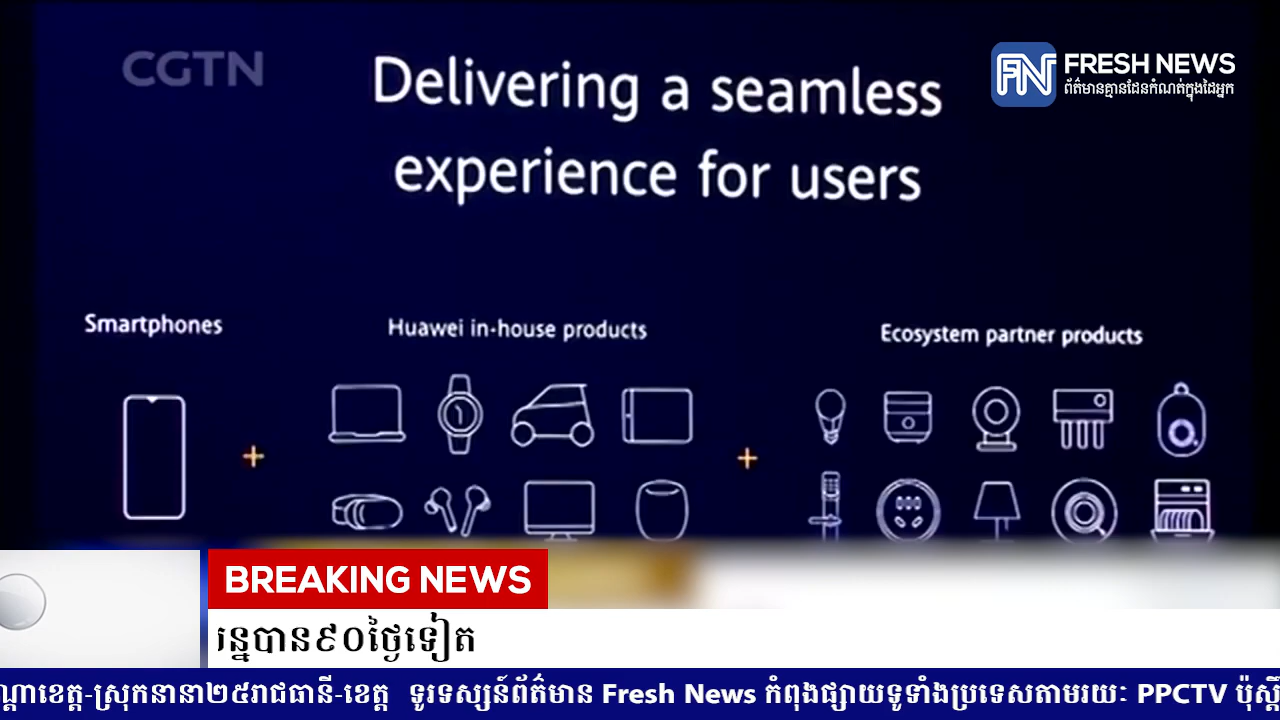 CGTN
FRESH NEWS
ព័ត៌មានគ្មានដែនកំណត់ក្នុងដៃអ្នក
Delivering a seamless
experience for users
Smartphones
Huawei in-house products
Ecosystem partner products
BREAKING NEWS
រន្នបាន៩០ថ្ងៃទៀត
ណ្តាខេត្ត-ស្រុកនានា២៥រាជធានី-ខេត្ត ទូរទស្សន៍ព័ត៌មាន Fresh News កំពុងផ្សាយទូទាំងប្រទេសតាមរយៈ PPCTV ប៉ុស្តិ៍